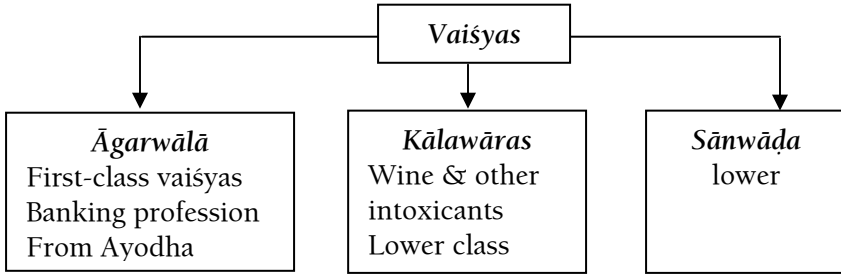 Vaiśyas
Āgarwālā
First-class vaiśyas
Banking profession
From Ayodha
Kālawāras
Wine & other
intoxicants
Lower class
Sānwāḍa
lower